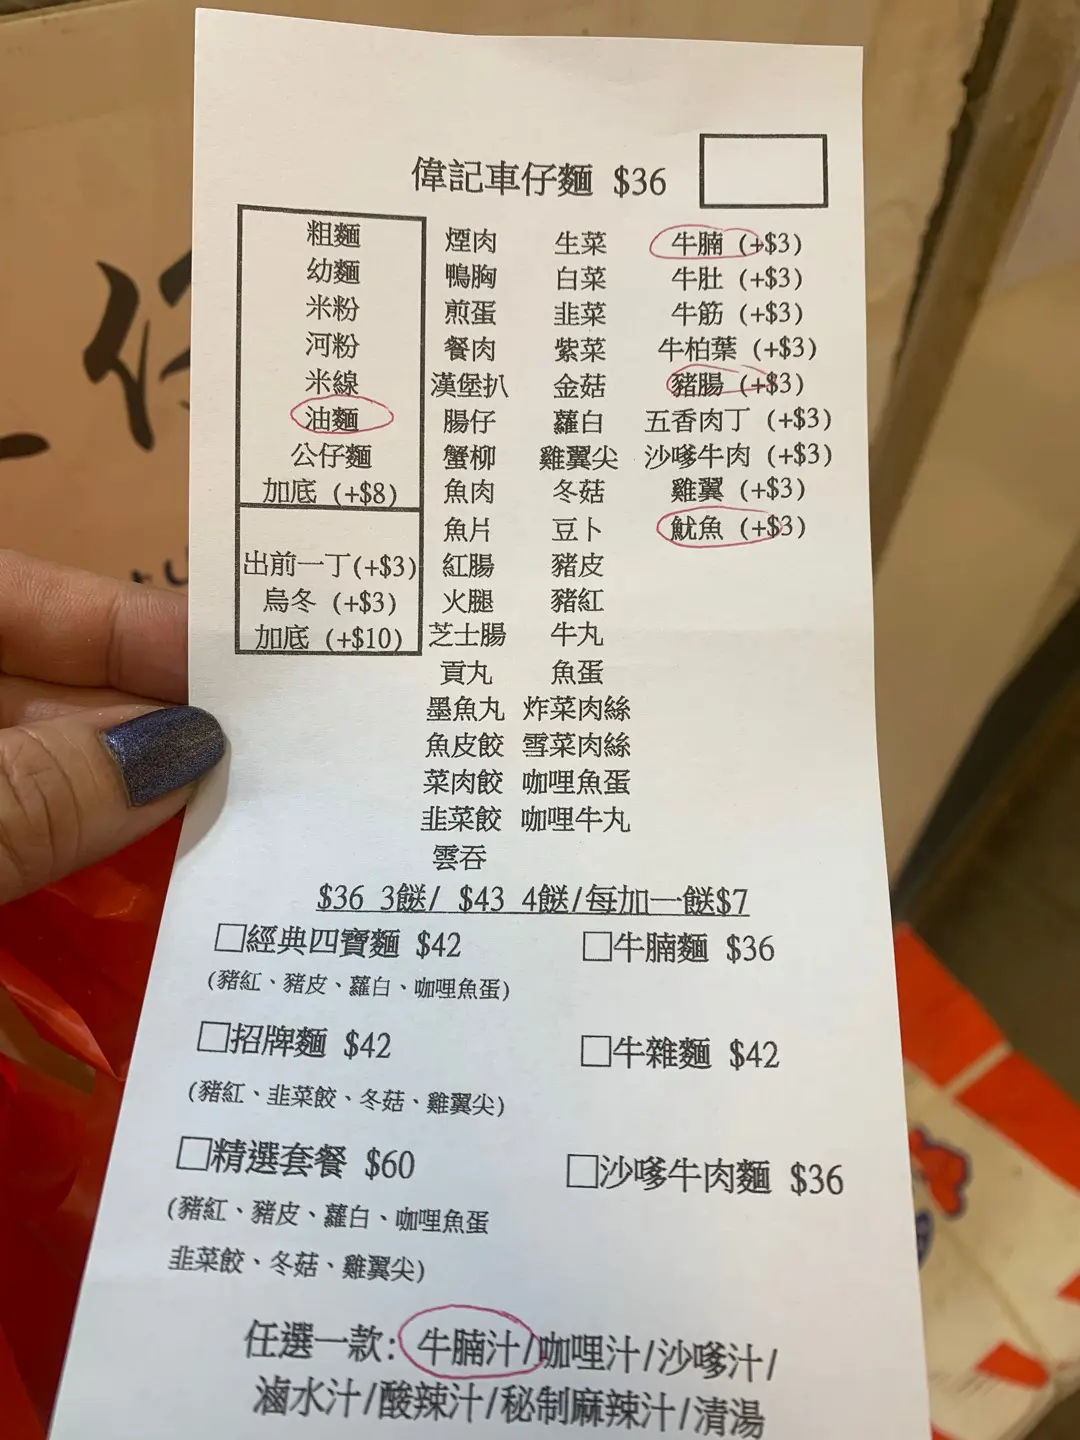 偉記車仔麵 $36
粗麵
幼麵
米粉
河粉
米線
油麵
公仔麵
加底 (+$8)
出前一丁(+$3)
烏冬 (+$3)
加底 (+$10)
煙肉 生菜 牛腩 (+$3)
鴨胸 白菜 牛肚 (+$3)
煎蛋 韭菜 牛筋 (+$3)
餐肉 紫菜 牛柏葉 (+$3)
漢堡扒 金菇 豬腸 (+$3)
腸仔 蘿白 五香肉丁 (+$3)
蟹柳 雞翼尖 沙嗲牛肉 (+$3)
魚肉 冬菇 雞翼 (+$3)
魚片 豆卜 魷魚 (+$3)
紅腸 豬皮
火腿 豬紅
芝士腸 牛丸
貢丸 魚蛋
墨魚丸 炸菜肉絲
魚皮餃 雪菜肉絲
菜肉餃 咖哩魚蛋
韭菜餃 咖哩牛丸
雲吞
$36 3餸/ $43 4餸/每加一餸$7
□經典四寶麵 $42 □牛腩麵 $36
(豬紅、豬皮、蘿白、咖哩魚蛋)
□招牌麵 $42 □牛雜麵 $42
(豬紅、韭菜餃、冬菇、雞翼尖)
□精選套餐 $60 □沙嗲牛肉麵 $36
(豬紅、豬皮、蘿白、咖哩魚蛋
韭菜餃、冬菇、雞翼尖)
任選一款: 牛腩汁/咖哩汁/沙嗲汁/
滷水汁/酸辣汁/秘制麻辣汁/清湯